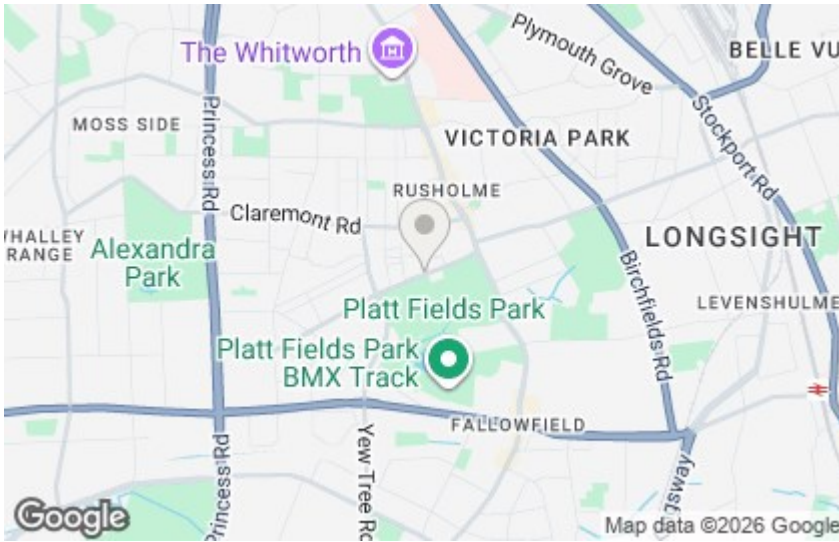 The Whitworth
Plymouth Grove
BELLE VU
MOSS SIDE
Princess Rd
VICTORIA PARK
Stockport Rd
RUSHOLME
Claremont Rd
WHALLEY
RANGE
Alexandra
Park
LONGSIGHT
Birchfields Rd
LEVENSHULME
Platt Fields Park
Platt Fields Park
BMX Track
FALLOWFIELD
Princess Rd
Yew Tree Ro
stsway
Google
Map data ©2026 Google